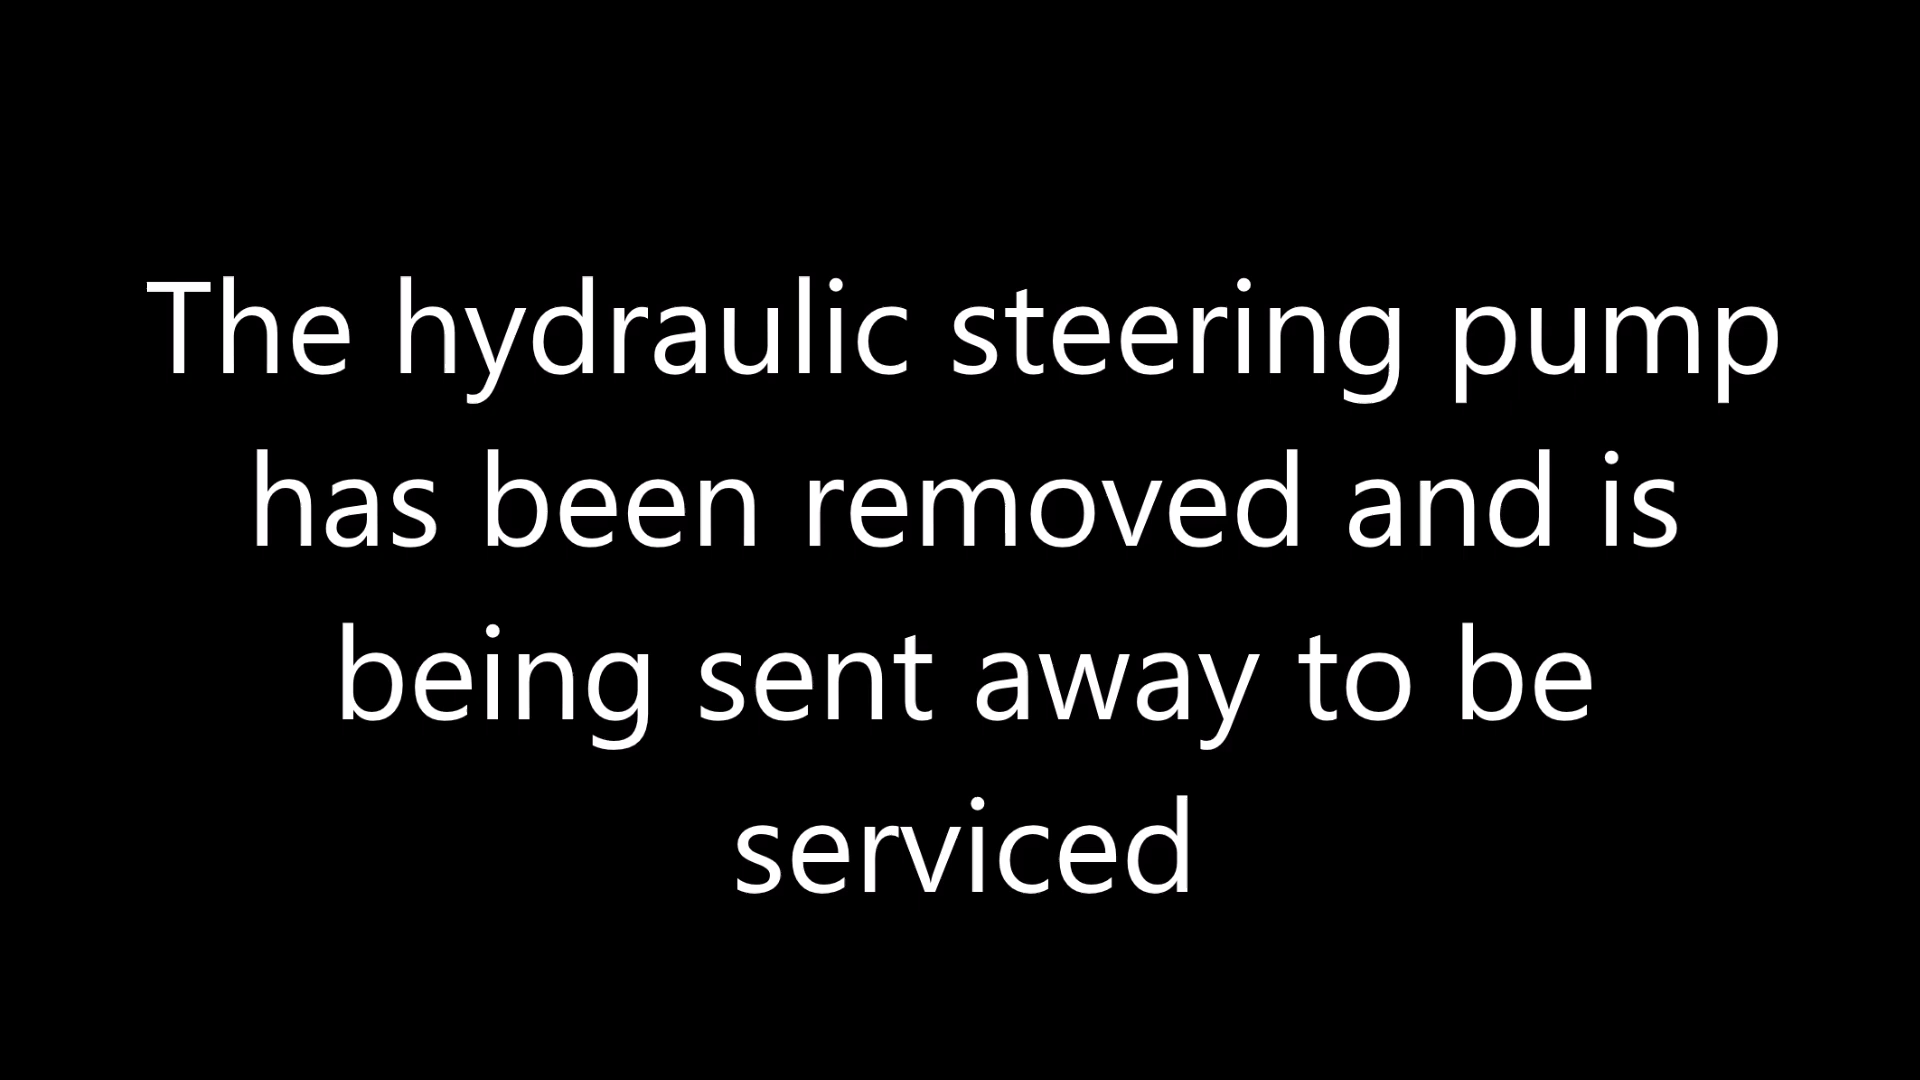 The hydraulic steering pump
has been removed and is
being sent away to be
serviced